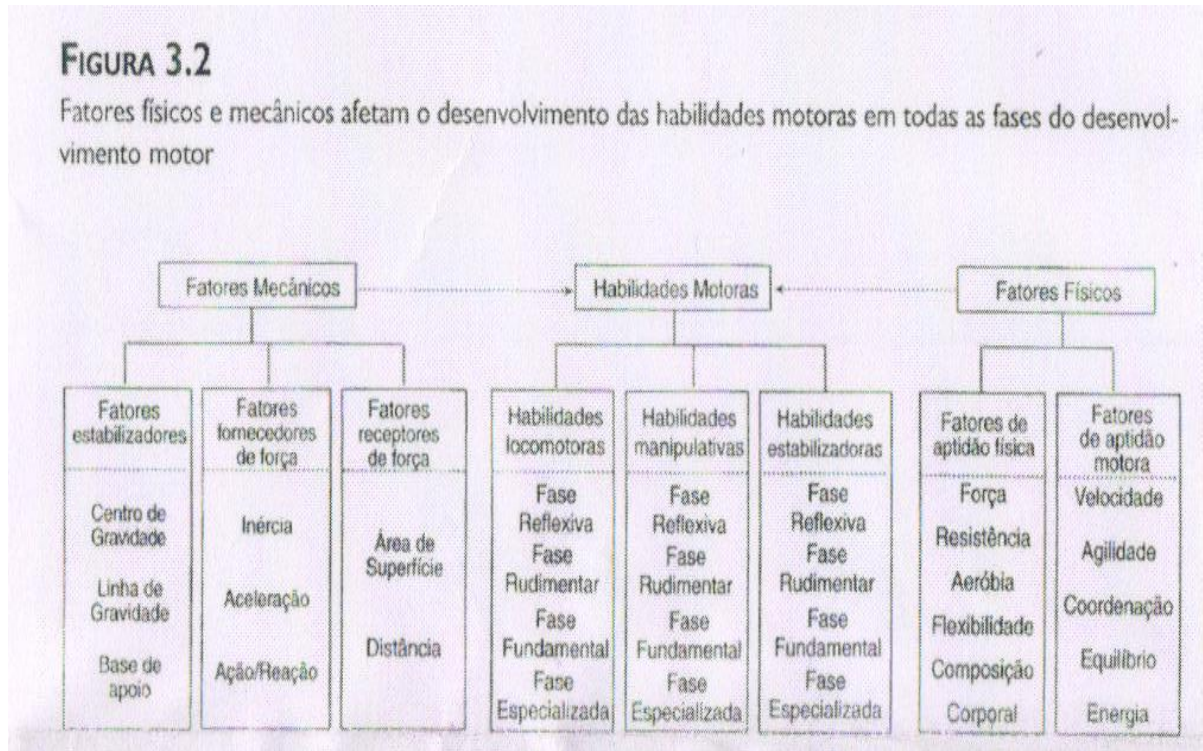 FIGURA 3.2
Fatores físicos e mecânicos afetam o desenvolvimento das habilidades motoras em todas as fases do desenvol-
vimento motor
Fatores Mecânicos
Habilidades Motoras
Fatores Físicos
Fatores
estabilizadores
Centro de
Gravidade
Linha de
Gravidade
Base de
apoio
Fatores
fornecedores
de força
Inércia
Aceleração
Ação/Reação
Fatores
receptores
de força
Área de
Superfície
Distância
Habilidades
locomotoras
Fase
Reflexiva
Fase
Rudimentar
Fase
Fundamental
Fase
Especializada
Habilidades
manipulativas
Fase
Reflexiva
Fase
Rudimentar
Fase
Fundamental
Fase
Especializada
Habilidades
estabilizadoras
Fase
Reflexiva
Fase
Rudimentar
Fase
Fundamental
Fase
Especializada
Fatores de
aptidão física
Força
Resistência
Aeróbia
Flexibilidade
Composição
Corporal
Fatores
de aptidão
motora
Velocidade
Agilidade
Coordenação
Equilíbrio
Energia